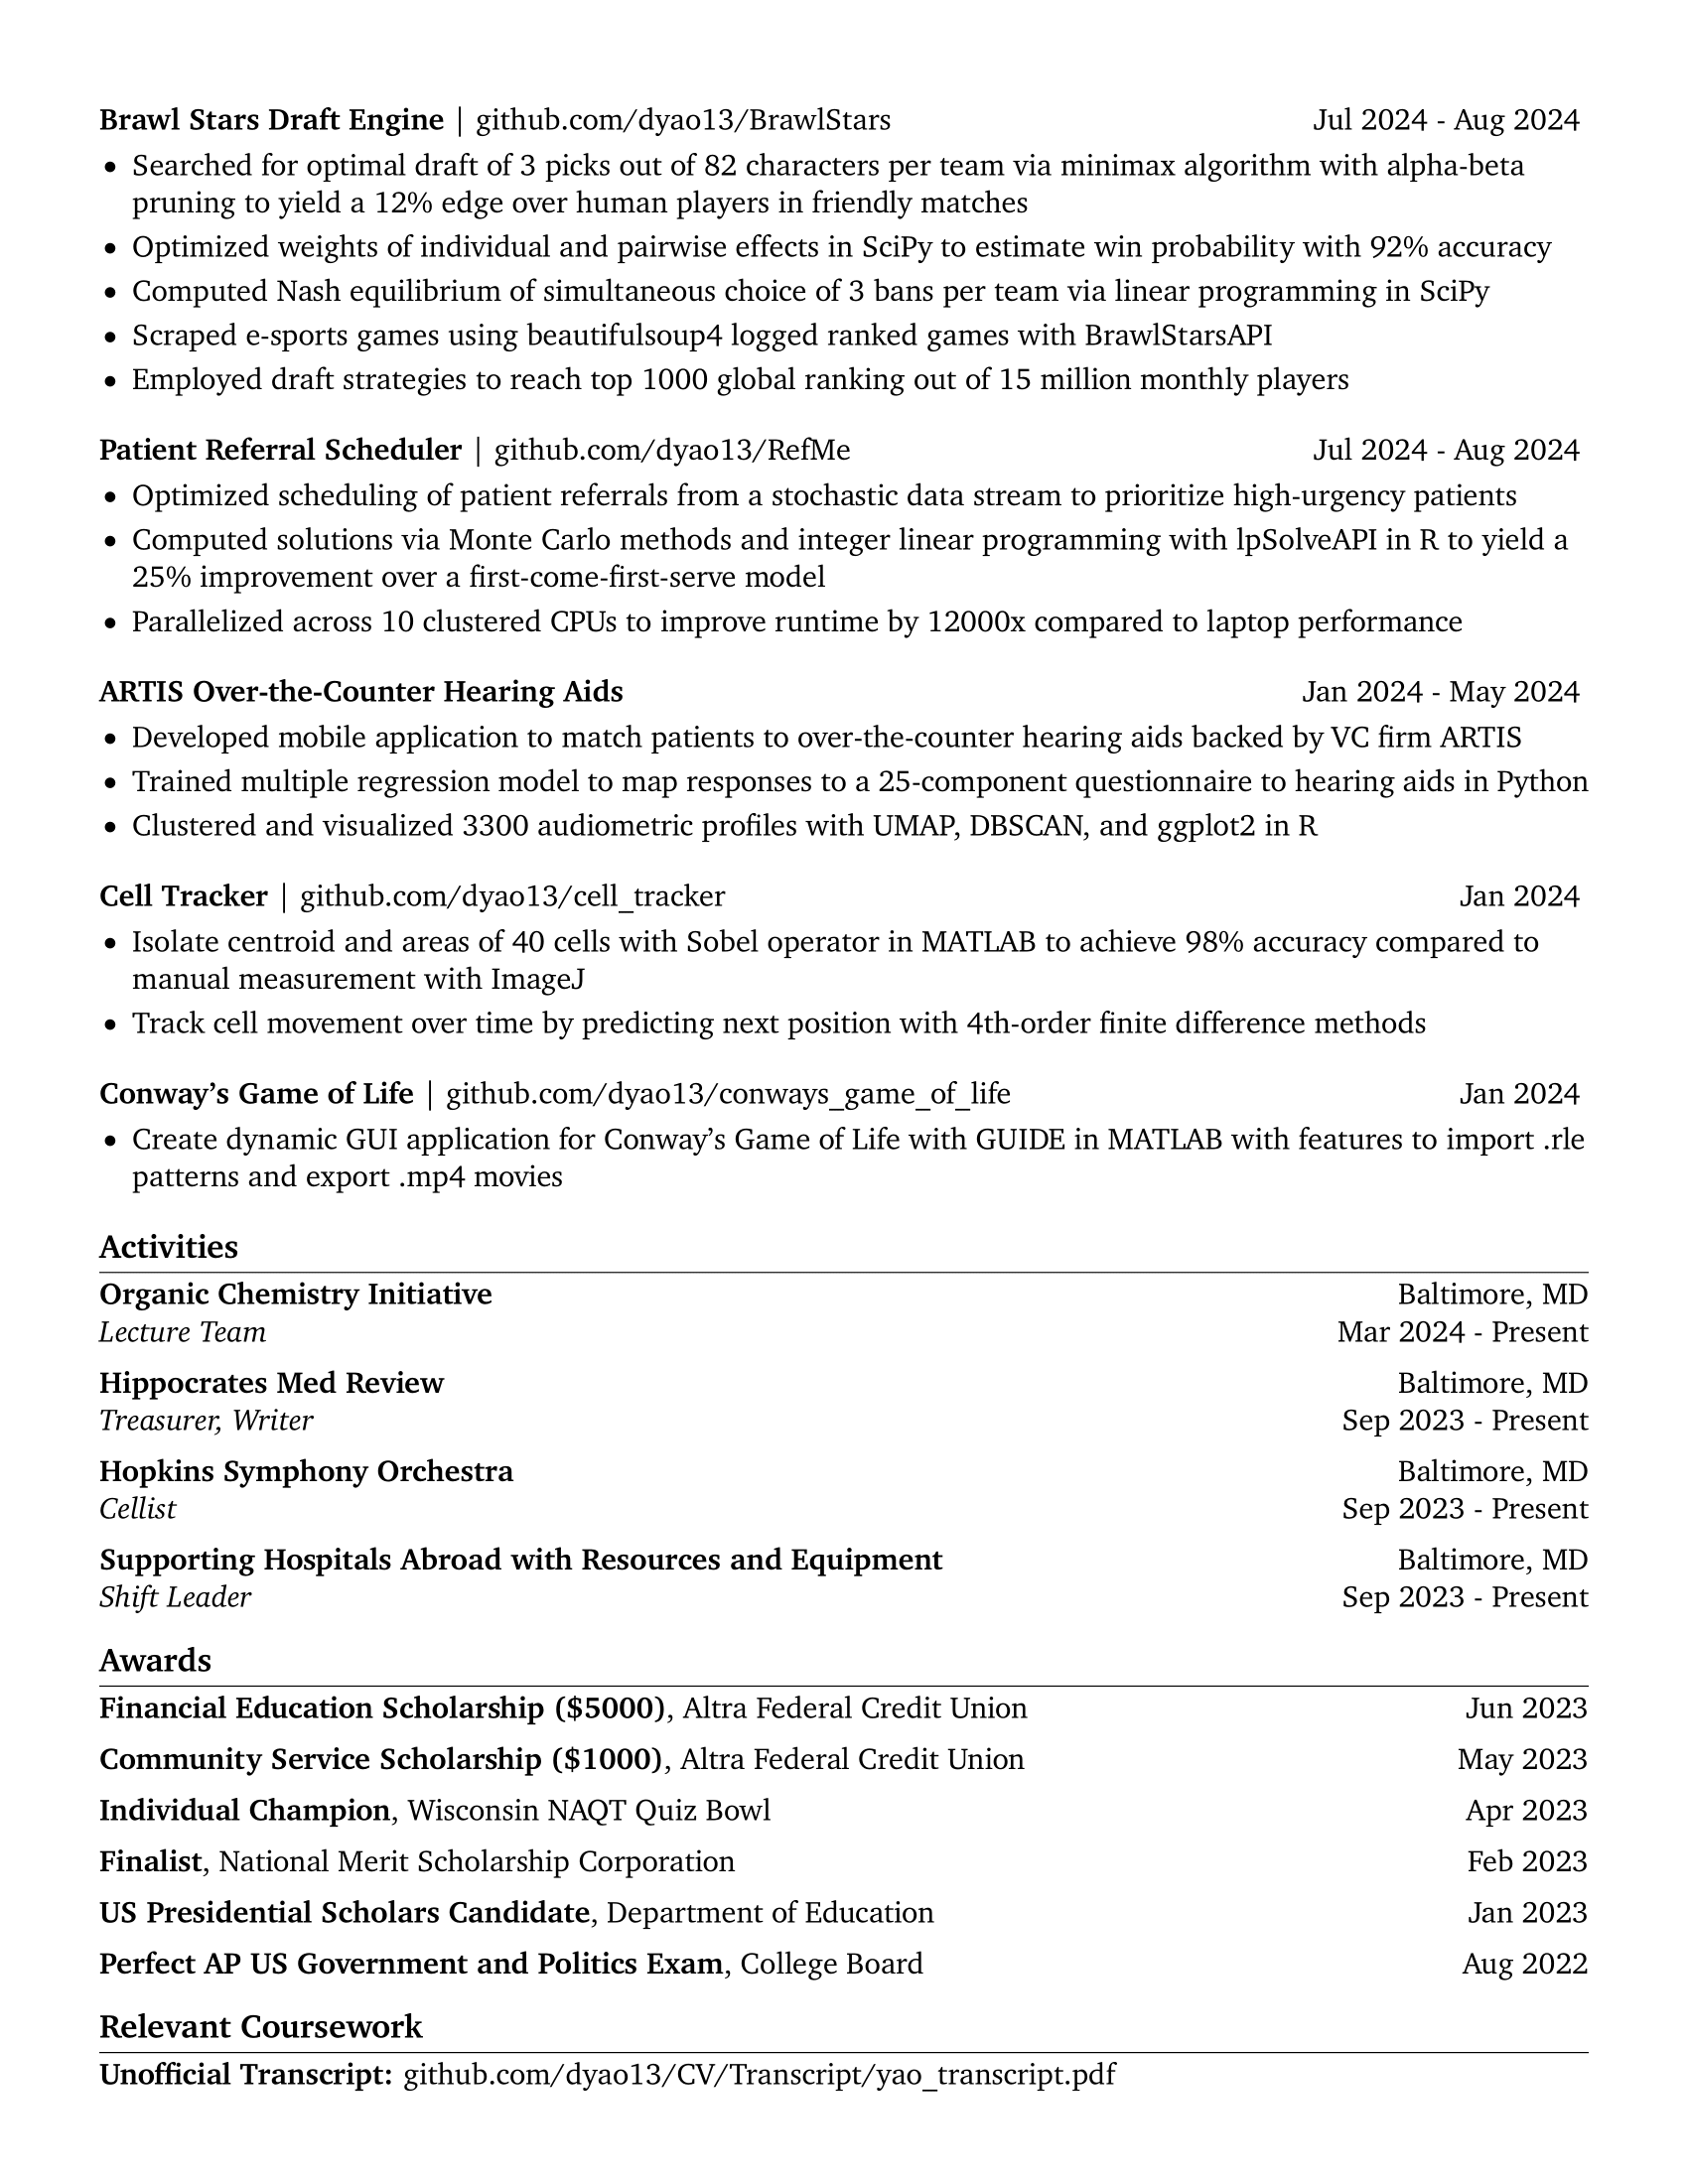 Brawl Stars Draft Engine | github.com/dyao13/BrawlStars Jul 2024 - Aug 2024
• Searched for optimal draft of 3 picks out of 82 characters per team via minimax algorithm with alpha-beta
pruning to yield a 12% edge over human players in friendly matches
• Optimized weights of individual and pairwise effects in SciPy to estimate win probability with 92% accuracy
• Computed Nash equilibrium of simultaneous choice of 3 bans per team via linear programming in SciPy
• Scraped e-sports games using beautifulsoup4 logged ranked games with BrawlStarsAPI
• Employed draft strategies to reach top 1000 global ranking out of 15 million monthly players
Patient Referral Scheduler | github.com/dyao13/RefMe Jul 2024 - Aug 2024
• Optimized scheduling of patient referrals from a stochastic data stream to prioritize high-urgency patients
• Computed solutions via Monte Carlo methods and integer linear programming with lpSolveAPI in R to yield a
25% improvement over a first-come-first-serve model
• Parallelized across 10 clustered CPUs to improve runtime by 12000x compared to laptop performance
ARTIS Over-the-Counter Hearing Aids Jan 2024 - May 2024
• Developed mobile application to match patients to over-the-counter hearing aids backed by VC firm ARTIS
• Trained multiple regression model to map responses to a 25-component questionnaire to hearing aids in Python
• Clustered and visualized 3300 audiometric profiles with UMAP, DBSCAN, and ggplot2 in R
Cell Tracker | github.com/dyao13/cell_tracker Jan 2024
• Isolate centroid and areas of 40 cells with Sobel operator in MATLAB to achieve 98% accuracy compared to
manual measurement with ImageJ
• Track cell movement over time by predicting next position with 4th-order finite difference methods
Conway’s Game of Life | github.com/dyao13/conways_game_of_life Jan 2024
• Create dynamic GUI application for Conway’s Game of Life with GUIDE in MATLAB with features to import .rle
patterns and export .mp4 movies
Activities
Organic Chemistry Initiative Baltimore, MD
Lecture Team Mar 2024 - Present
Hippocrates Med Review Baltimore, MD
Treasurer, Writer Sep 2023 - Present
Hopkins Symphony Orchestra Baltimore, MD
Cellist Sep 2023 - Present
Supporting Hospitals Abroad with Resources and Equipment Baltimore, MD
Shift Leader Sep 2023 - Present
Awards
Financial Education Scholarship ($5000), Altra Federal Credit Union Jun 2023
Community Service Scholarship ($1000), Altra Federal Credit Union May 2023
Individual Champion, Wisconsin NAQT Quiz Bowl Apr 2023
Finalist, National Merit Scholarship Corporation Feb 2023
US Presidential Scholars Candidate, Department of Education Jan 2023
Perfect AP US Government and Politics Exam, College Board Aug 2022
Relevant Coursework
Unofficial Transcript: github.com/dyao13/CV/Transcript/yao_transcript.pdf